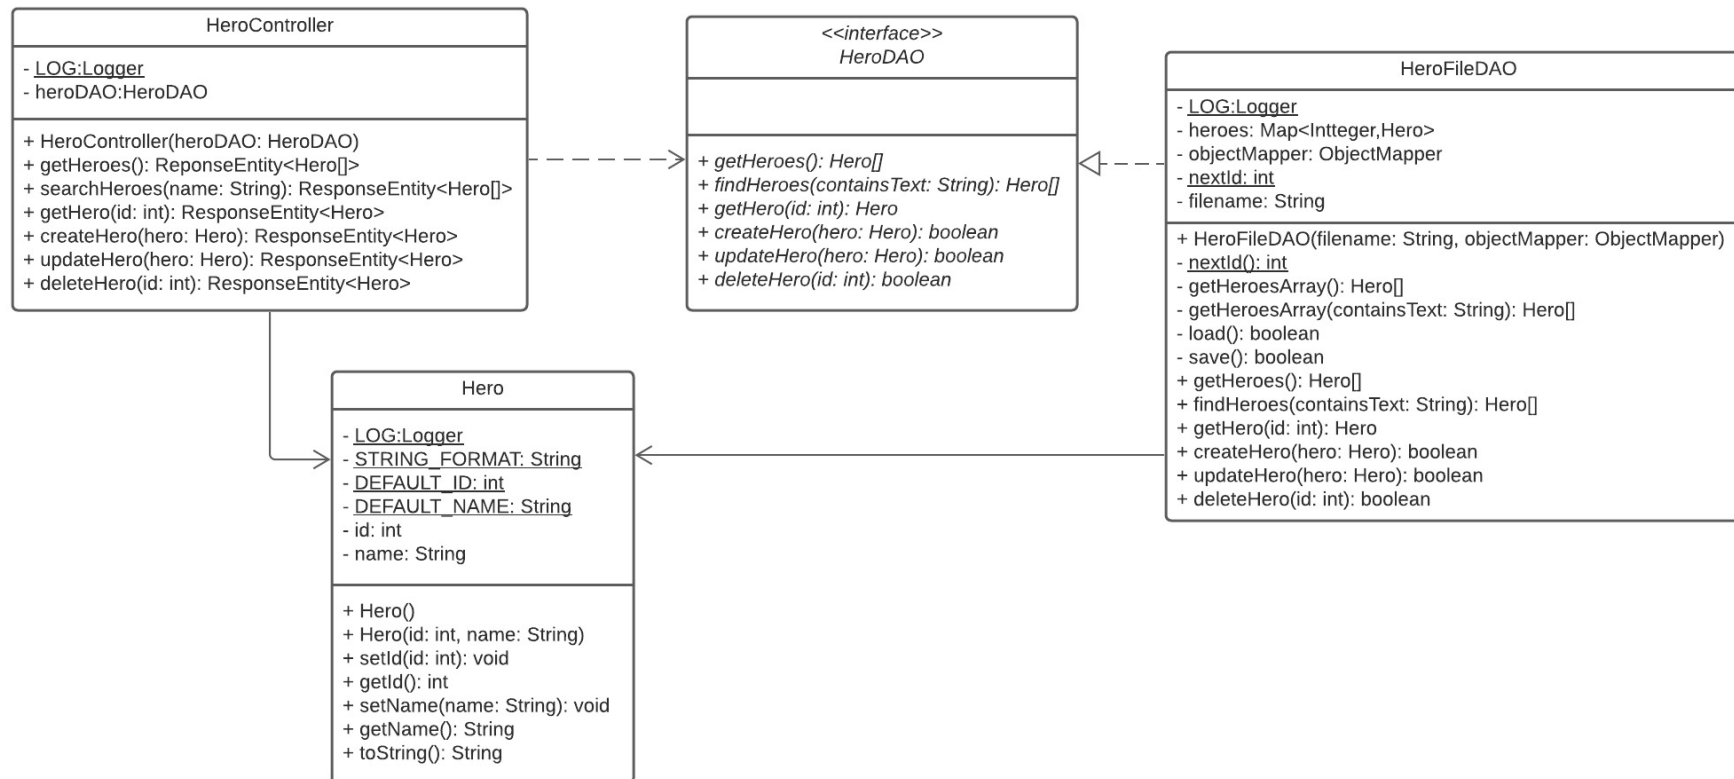 HeroController
- LOG:Logger
- heroDAO:HeroDAO
+ HeroController(heroDAO: HeroDAO)
+ getHeroes(): ReponseEntity<Hero[]>
+ searchHeroes(name: String): ResponseEntity<Hero[]>
+ getHero(id: int): ResponseEntity<Hero>
+ createHero(hero: Hero): ResponseEntity<Hero>
+ updateHero(hero: Hero): ResponseEntity<Hero>
+ deleteHero(id: int): ResponseEntity<Hero>
<<interface>>
HeroDAO
+ getHeroes(): Hero[]
+ findHeroes(containsText: String): Hero[]
+ getHero(id: int): Hero
+ createHero(hero: Hero): boolean
+ updateHero(hero: Hero): boolean
+ deleteHero(id: int): boolean
HeroFileDAO
- LOG:Logger
- heroes: Map<Intteger,Hero>
- objectMapper: ObjectMapper
- nextId: int
- filename: String
+ HeroFileDAO(filename: String, objectMapper: ObjectMapper)
- nextId(): int
- getHeroesArray(): Hero[]
- getHeroesArray(containsText: String): Hero[]
- load(): boolean
- save(): boolean
+ getHeroes(): Hero[]
+ findHeroes(containsText: String): Hero[]
+ getHero(id: int): Hero
+ createHero(hero: Hero): boolean
+ updateHero(hero: Hero): boolean
+ deleteHero(id: int): boolean
Hero
- LOG:Logger
- STRING_FORMAT: String
- DEFAULT_ID: int
- DEFAULT_NAME: String
- id: int
- name: String
+ Hero()
+ Hero(id: int, name: String)
+ setId(id: int): void
+ getId(): int
+ setName(name: String): void
+ getName(): String
+ toString(): String